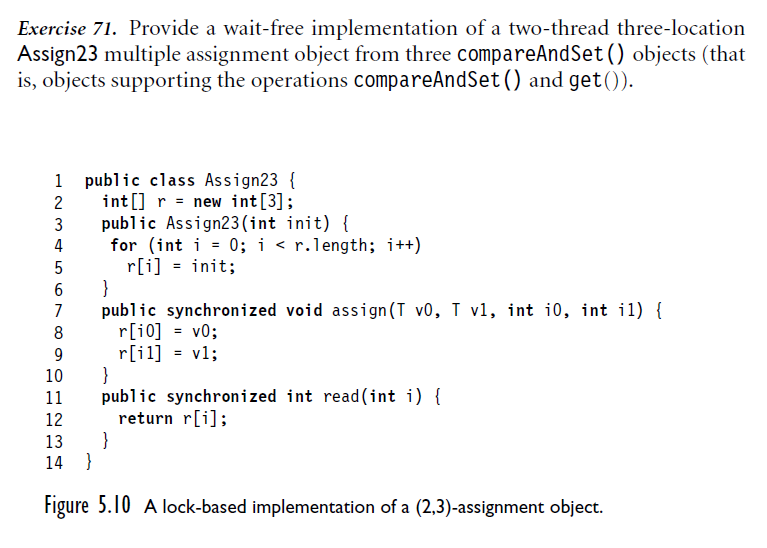 Exercise 71. Provide a wait-free implementation of a two-thread three-location
Assign23 multiple assignment object from three compareAndSet() objects (that
is, objects supporting the operations compareAndSet() and get()).
1 public class Assign23 {
2 int[] r = new int[3];
3 public Assign23(int init) {
4 for (int i = 0; i < r.length; i++)
5 r[i] = init;
6 }
7 public synchronized void assign(T v0, T v1, int i0, int i1) {
8 r[i0] = v0;
9 r[i1] = v1;
10 }
11 public synchronized int read(int i) {
12 return r[i];
13 }
14 }
Figure 5.10 A lock-based implementation of a (2,3)-assignment object.